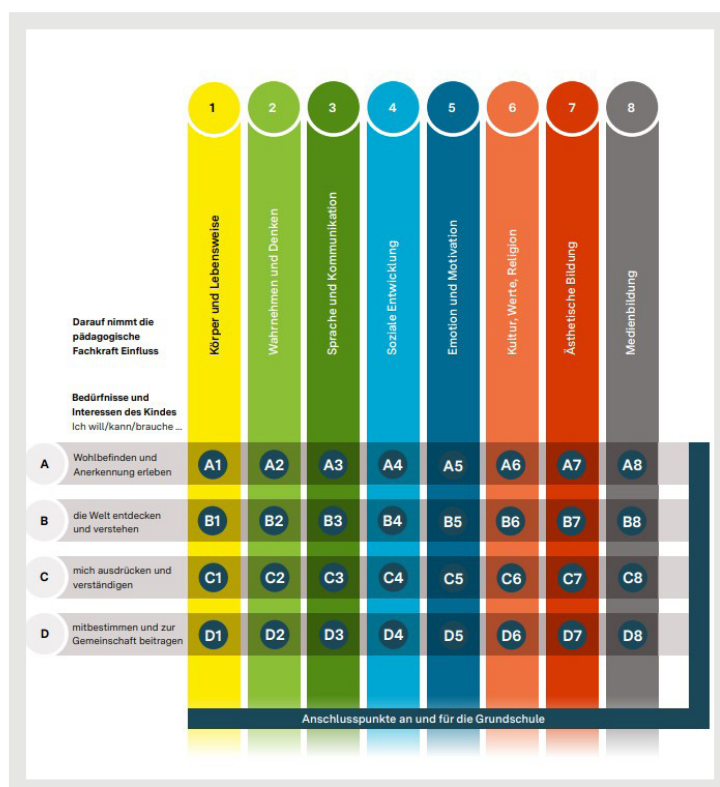 1 2 3 4 5 6 7 8
Körper und Lebensweise
Wahrnehmen und Denken
Sprache und Kommunikation
Soziale Entwicklung
Emotion und Motivation
Kultur, Werte, Religion
Ästhetische Bildung
Medienbildung
Darauf nimmt die
pädagogische
Fachkraft Einfluss
Bedürfnisse und
Interessen des Kindes
Ich will/kann/brauche ...
A
Wohlbefinden und
Anerkennung erleben
A1 A2 A3 A4 A5 A6 A7 A8
B
die Welt entdecken
und verstehen
B1 B2 B3 B4 B5 B6 B7 B8
C
mich ausdrücken und
verständigen
C1 C2 C3 C4 C5 C6 C7 C8
D
mitbestimmen und zur
Gemeinschaft beitragen
D1 D2 D3 D4 D5 D6 D7 D8
Anschlusspunkte an und für die Grundschule